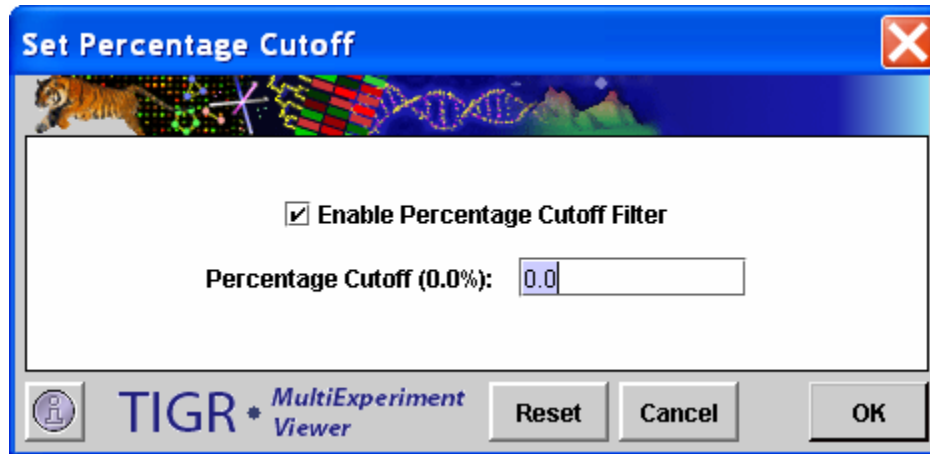 Set Percentage Cutoff
Enable Percentage Cutoff Filter
Percentage Cutoff (0.0%): 0.0
TIGR • MultiExperiment Viewer
Reset Cancel OK